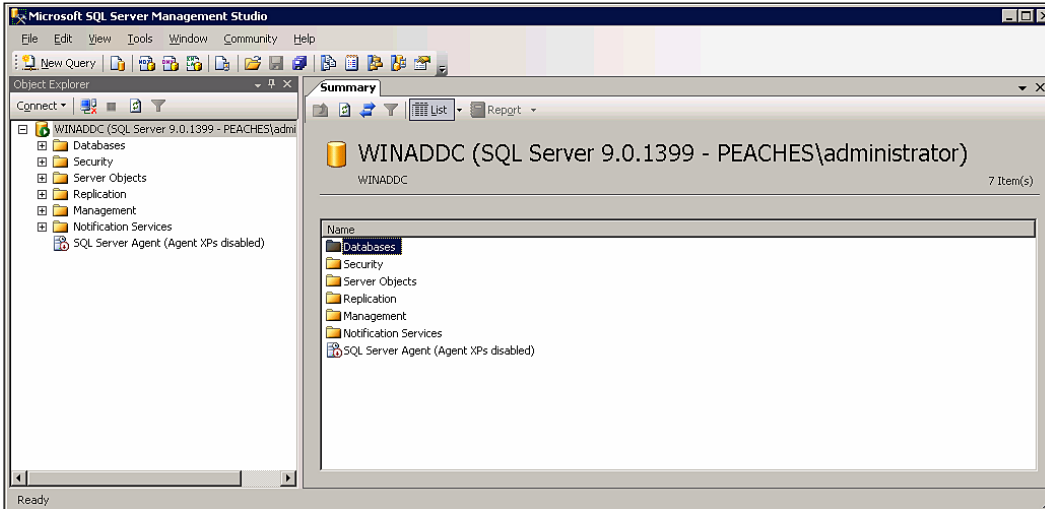 Microsoft SQL Server Management Studio
File Edit View Tools Window Community Help
New Query
Object Explorer
Connect
WINADDC (SQL Server 9.0.1399 - PEACHES\admi
Databases
Security
Server Objects
Replication
Management
Notification Services
SQL Server Agent (Agent XPs disabled)
Summary
List Report
WINADDC (SQL Server 9.0.1399 - PEACHES\administrator)
WINADDC 7 Item(s)
Name
Databases
Security
Server Objects
Replication
Management
Notification Services
SQL Server Agent (Agent XPs disabled)
Ready